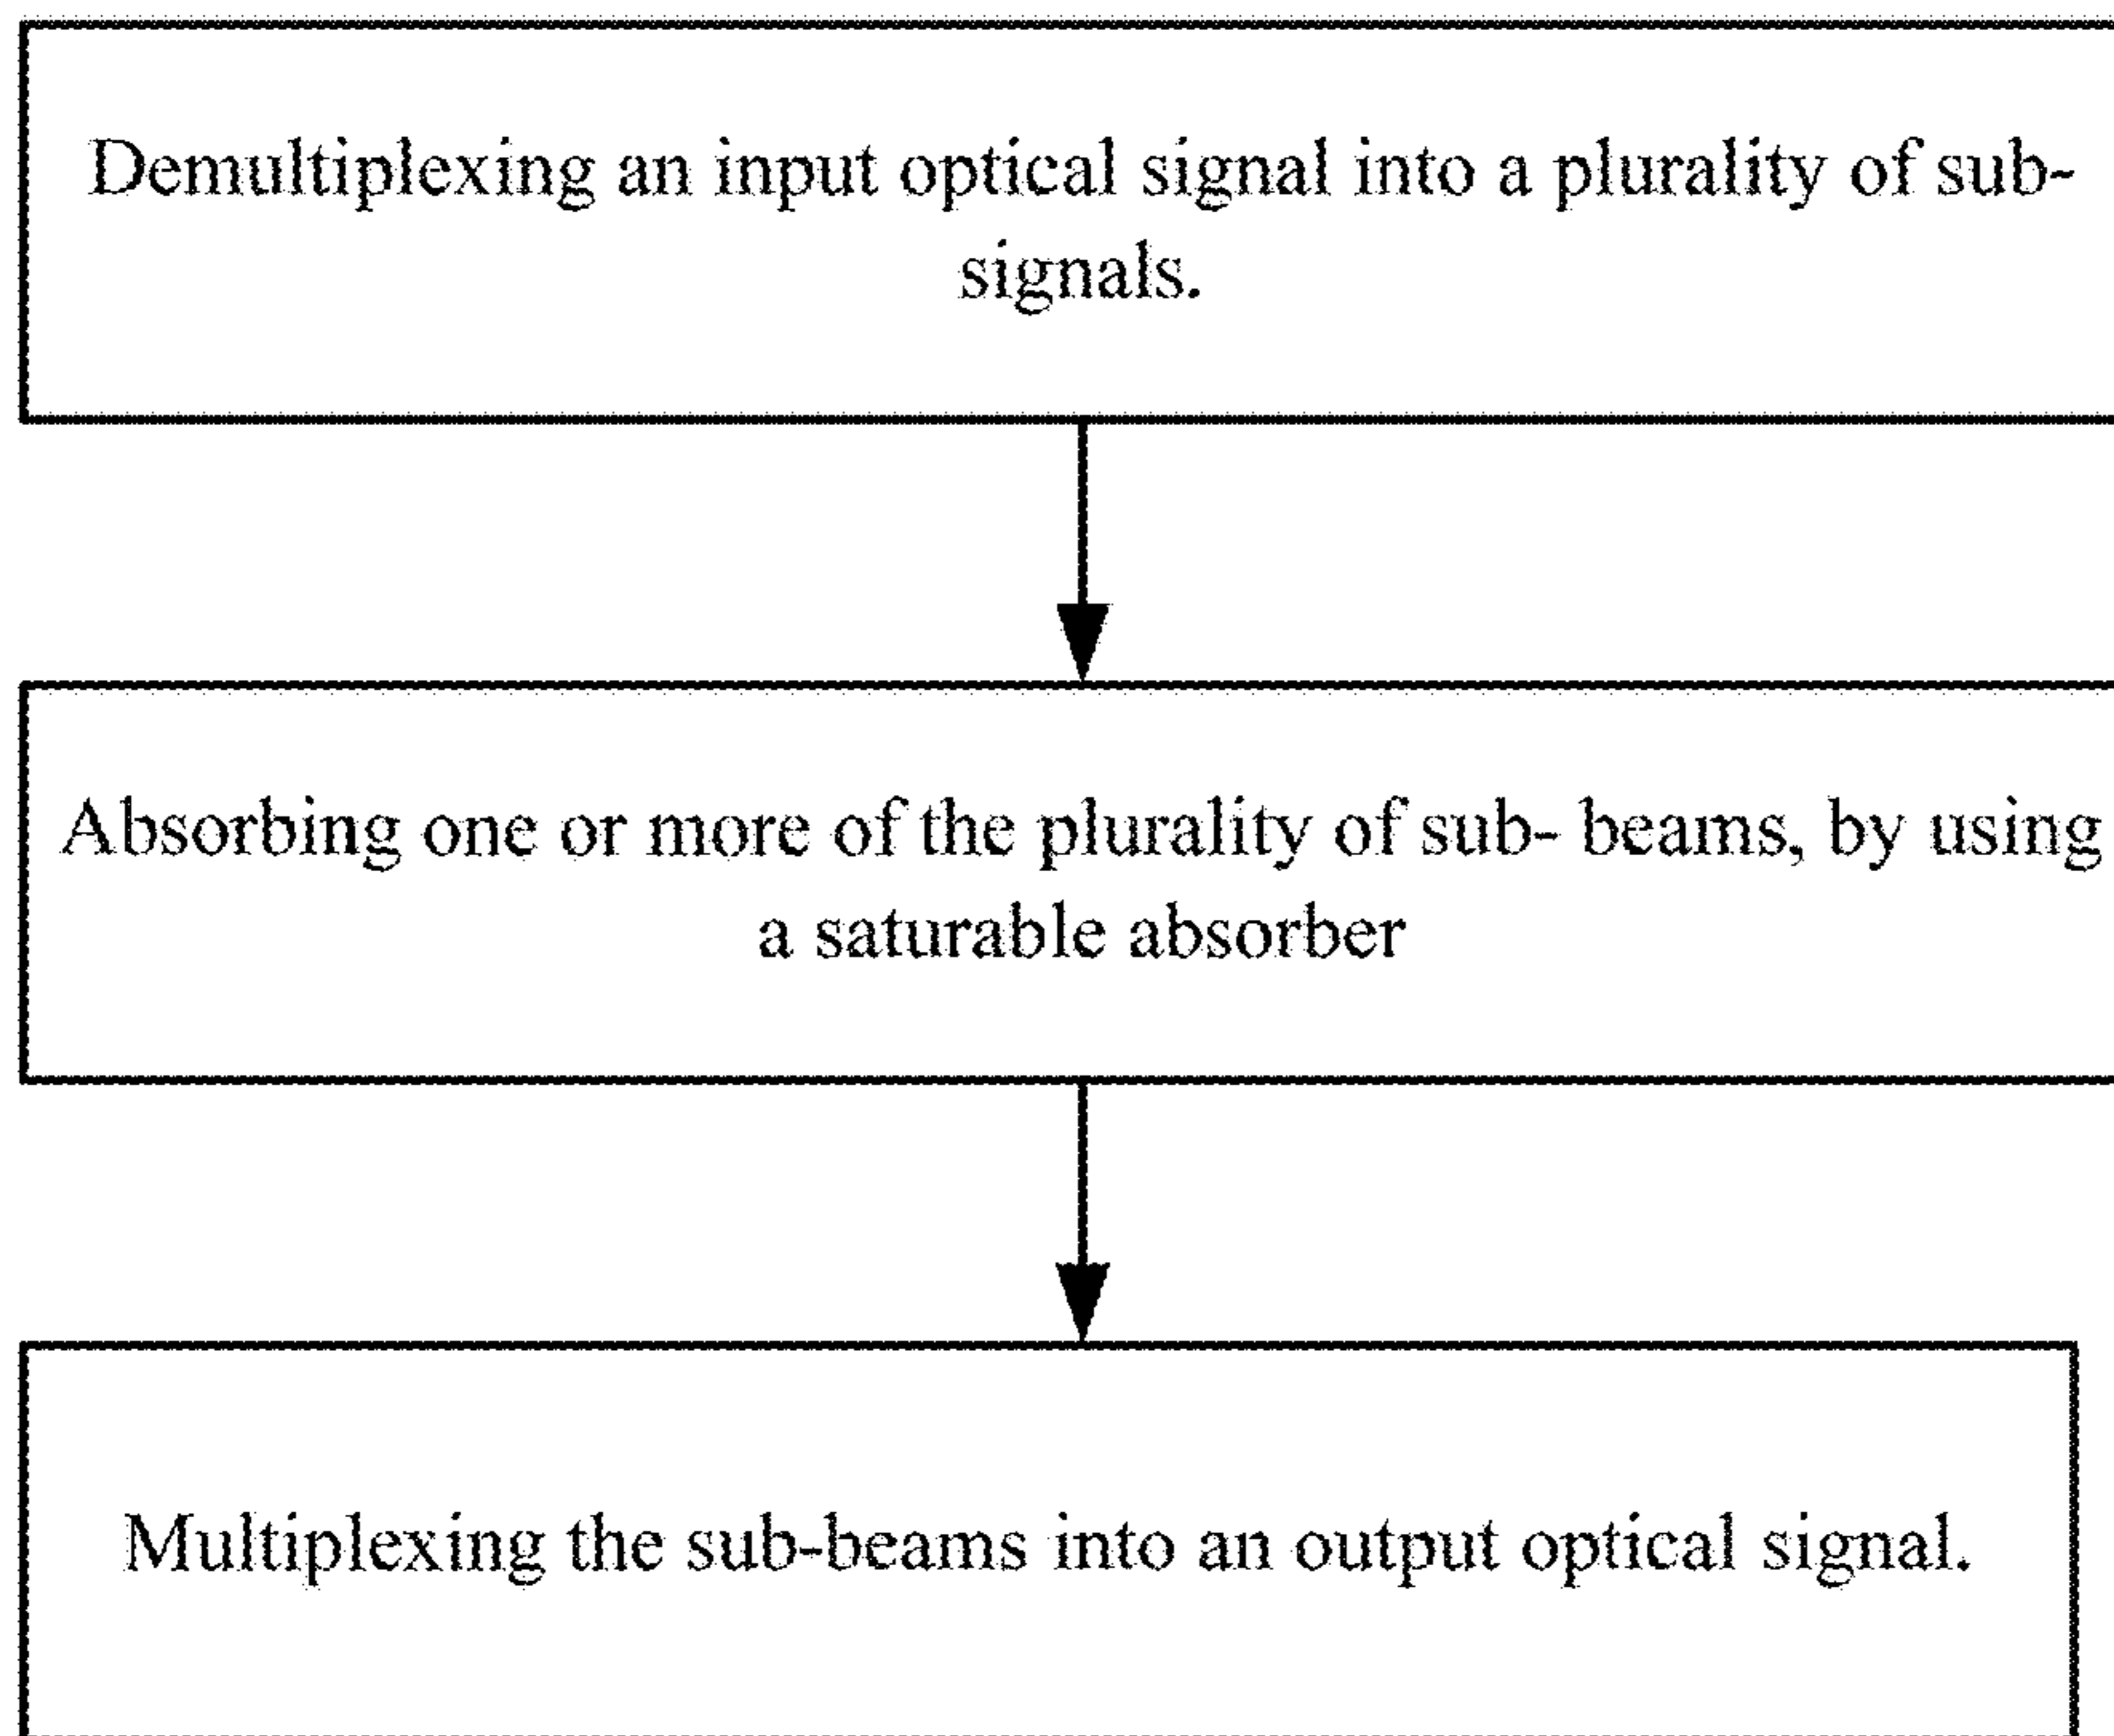 Demultiplexing an input optical signal into a plurality of sub-
signals.
Absorbing one or more of the plurality of sub- beams, by using
a saturable absorber
Multiplexing the sub-beams into an output optical signal.